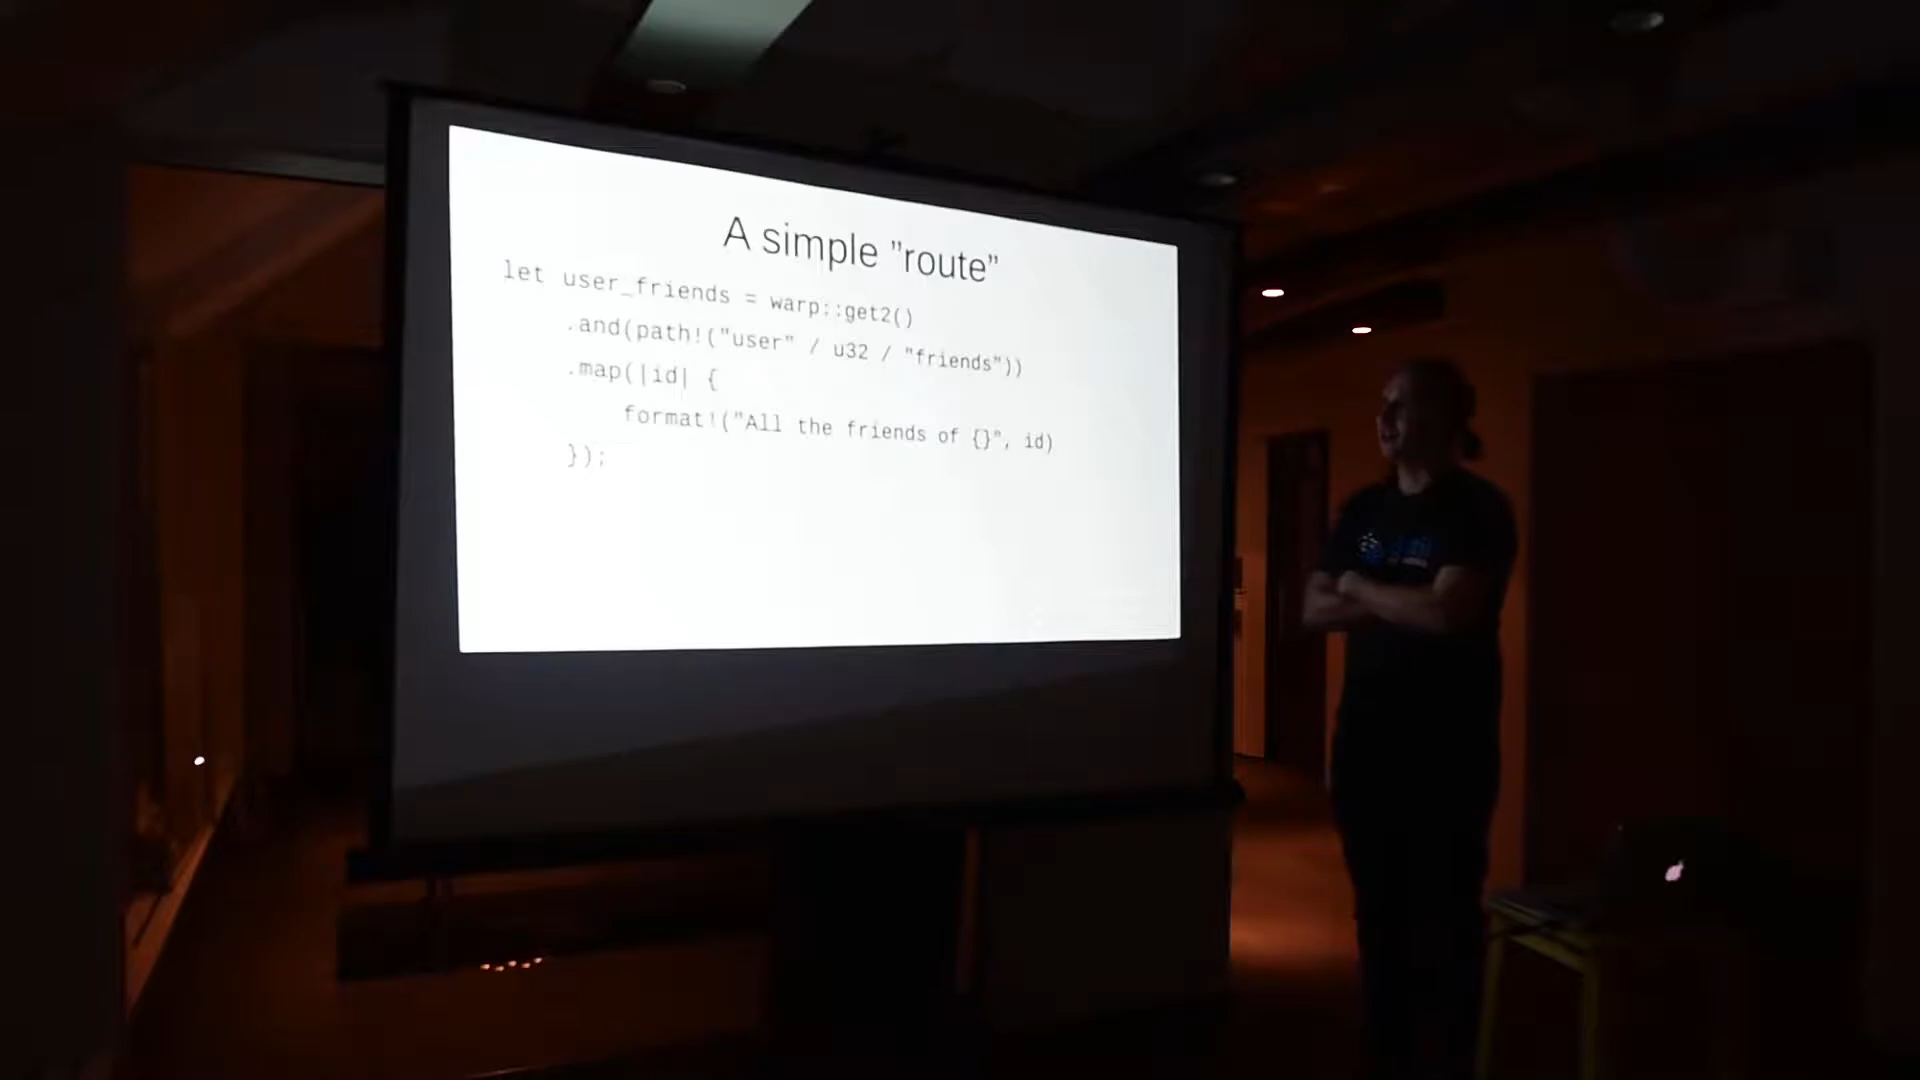 A simple "route"
let user_friends = warp::get2()
.and(path!("user" / u32 / "friends"))
.map(|id| {
format!("All the friends of {}", id)
});